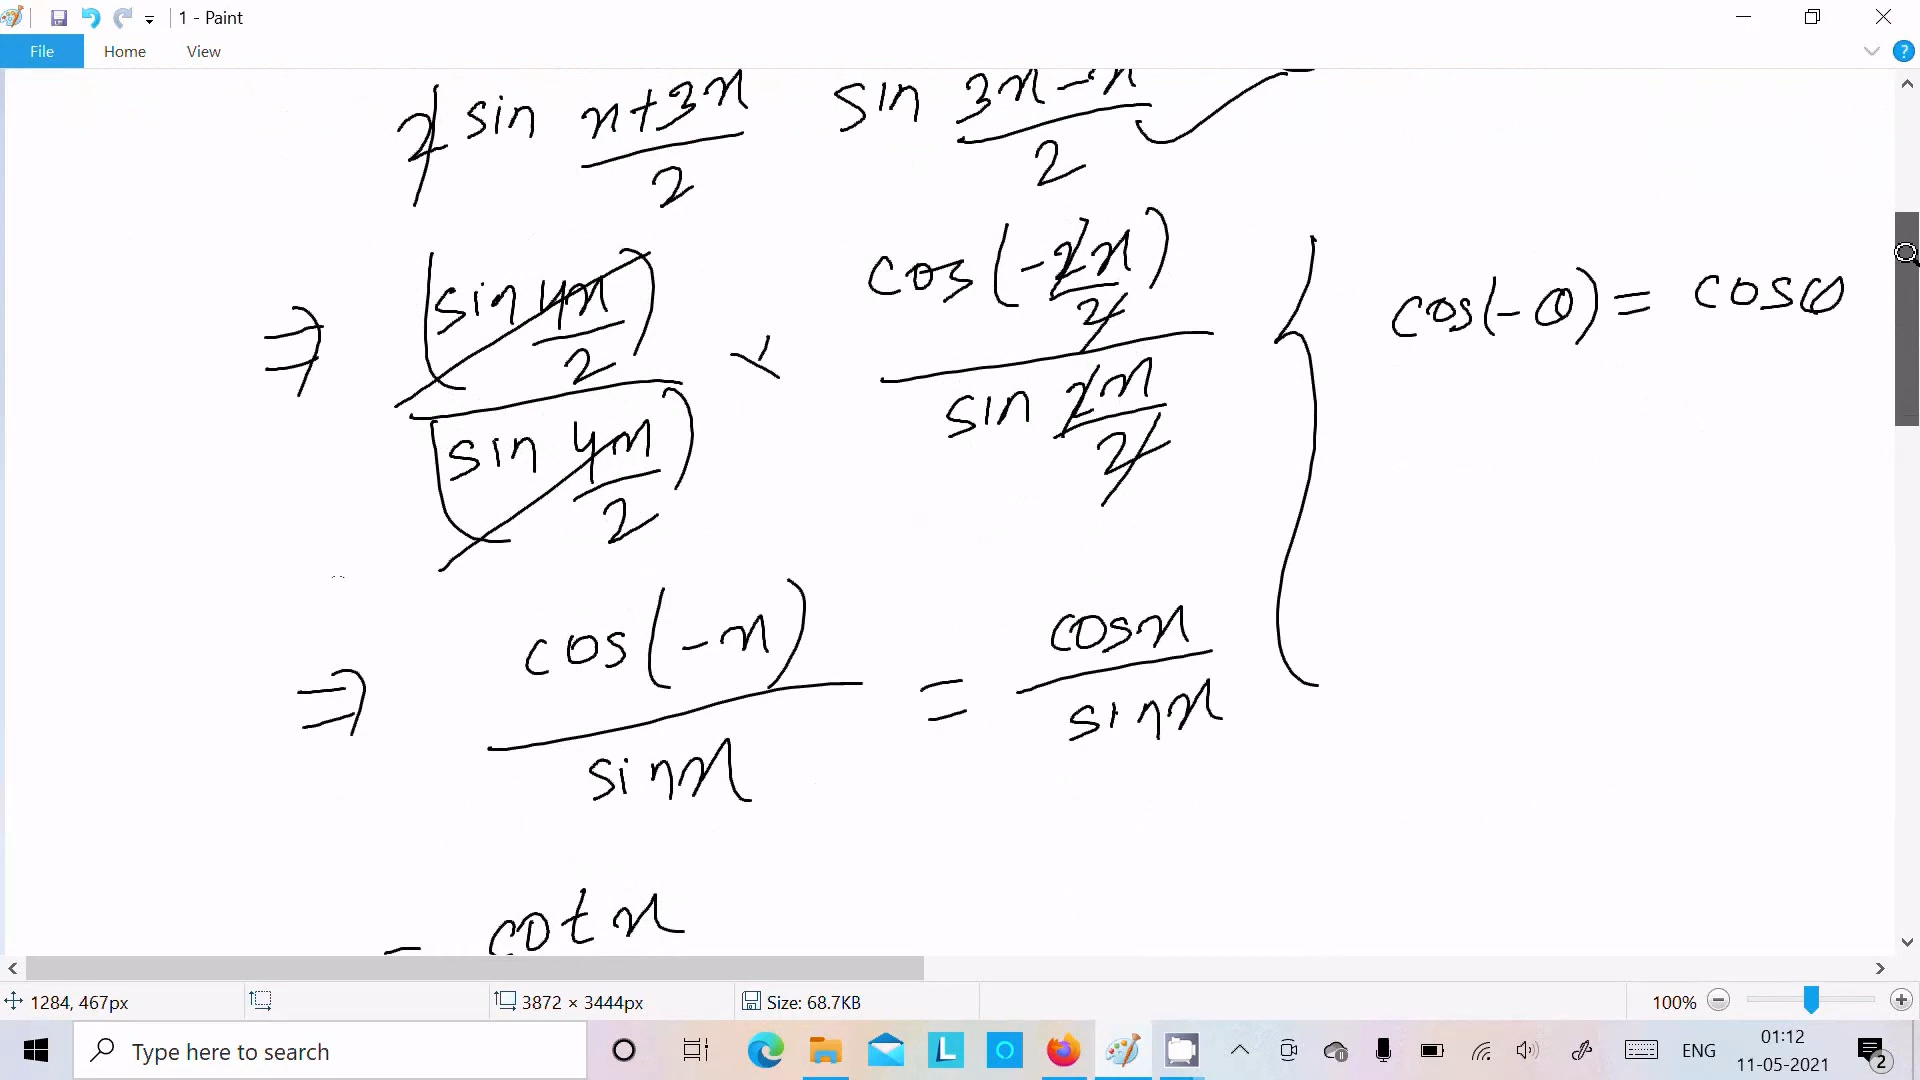 1 - Paint
File Home View
2 sin x+3x/2 sin 3x-x/2
⇒ (sin 4x/2)/(sin 4x/2) × cos(-2x/2)/sin 2x/2 { cos(-θ) = cosθ
⇒ cos(-x)/sinx = cosx/sinx
= cot x
1284, 467px 3872 × 3444px Size: 68.7KB 100%
Type here to search L ENG 01:12
11-05-2021 2